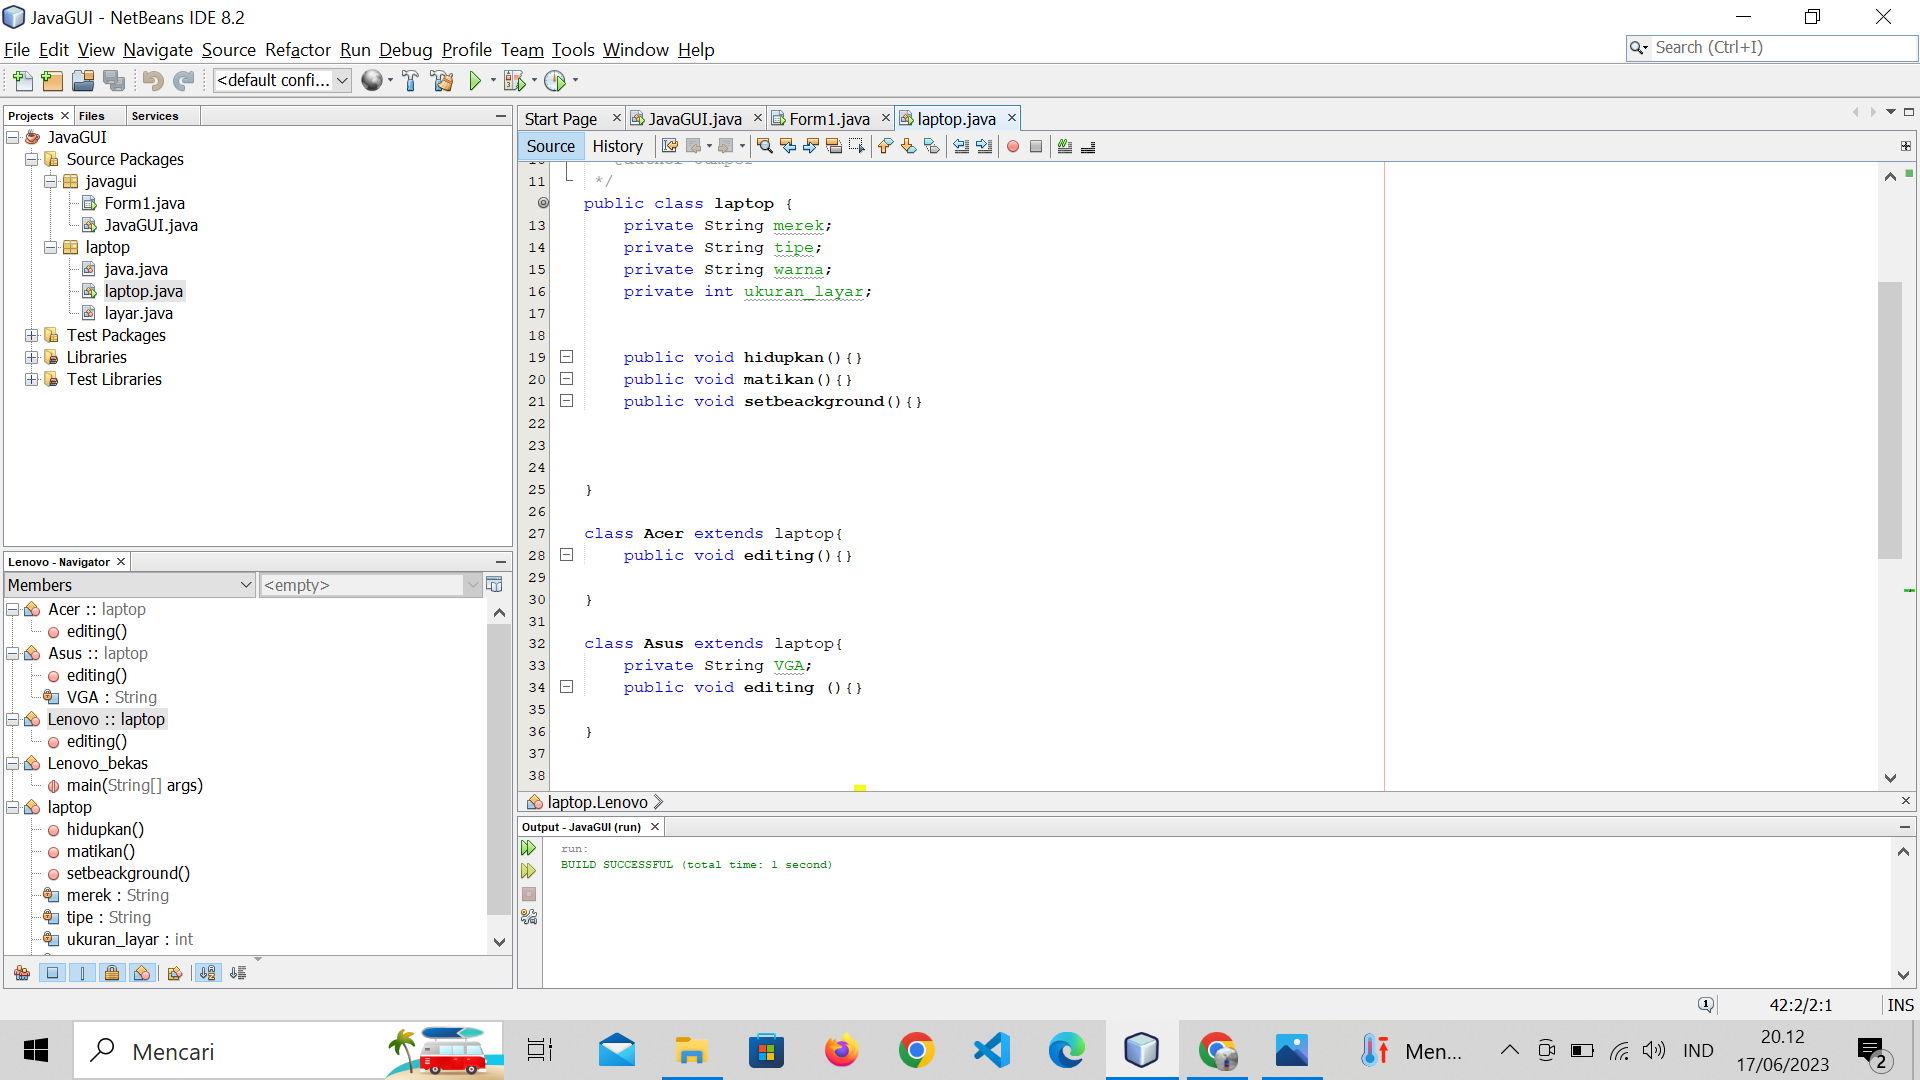 JavaGUI - NetBeans IDE 8.2
File Edit View Navigate Source Refactor Run Debug Profile Team Tools Window Help
Search (Ctrl+I)
<default confi...
Projects Files Services
JavaGUI
Source Packages
javagui
Form1.java
JavaGUI.java
laptop
java.java
laptop.java
layar.java
Test Packages
Libraries
Test Libraries
Lenovo - Navigator
Members <empty>
Acer :: laptop
editing()
Asus :: laptop
editing()
VGA : String
Lenovo :: laptop
editing()
Lenovo_bekas
main(String[] args)
laptop
hidupkan()
matikan()
setbeackground()
merek : String
tipe : String
ukuran_layar : int
Start Page JavaGUI.java Form1.java laptop.java
Source History
11 */
public class laptop {
13 private String merek;
14 private String tipe;
15 private String warna;
16 private int ukuran_layar;
17
18
19 public void hidupkan(){}
20 public void matikan(){}
21 public void setbeackground(){}
22
23
24
25 }
26
27 class Acer extends laptop{
28 public void editing(){}
29
30 }
31
32 class Asus extends laptop{
33 private String VGA;
34 public void editing (){}
35
36 }
37
38
laptop.Lenovo
Output - JavaGUI (run)
run:
BUILD SUCCESSFUL (total time: 1 second)
42:2/2:1 INS
Mencari
Men...
IND
20.12
17/06/2023
2